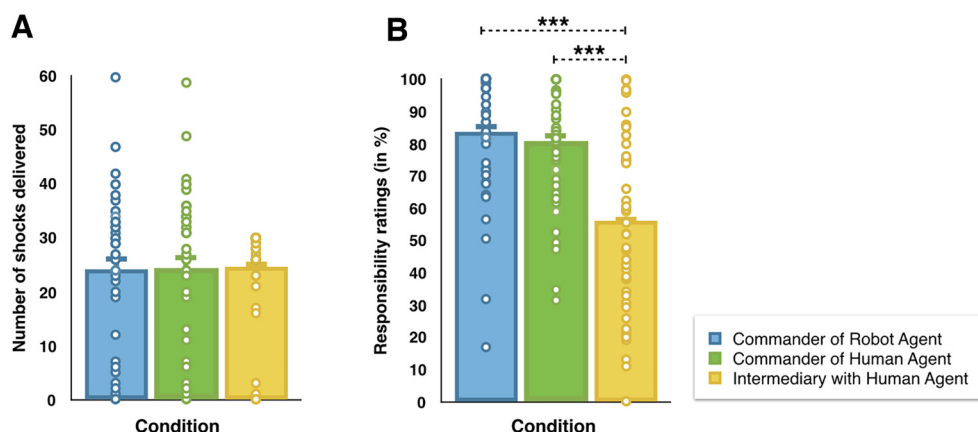 A
Number of shocks delivered
60
50
40
30
20
10
0
Condition
B
***
***
Responsibility ratings (in %)
100
90
80
70
60
50
40
30
20
10
0
Condition
Commander of Robot Agent
Commander of Human Agent
Intermediary with Human Agent